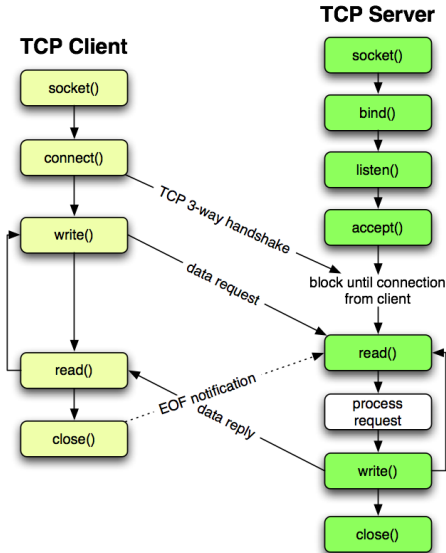 TCP Client
TCP Server
socket()
connect()
write()
read()
close()
socket()
bind()
listen()
accept()
block until connection
from client
read()
process
request
write()
close()
TCP 3-way handshake
data request
EOF notification
data reply